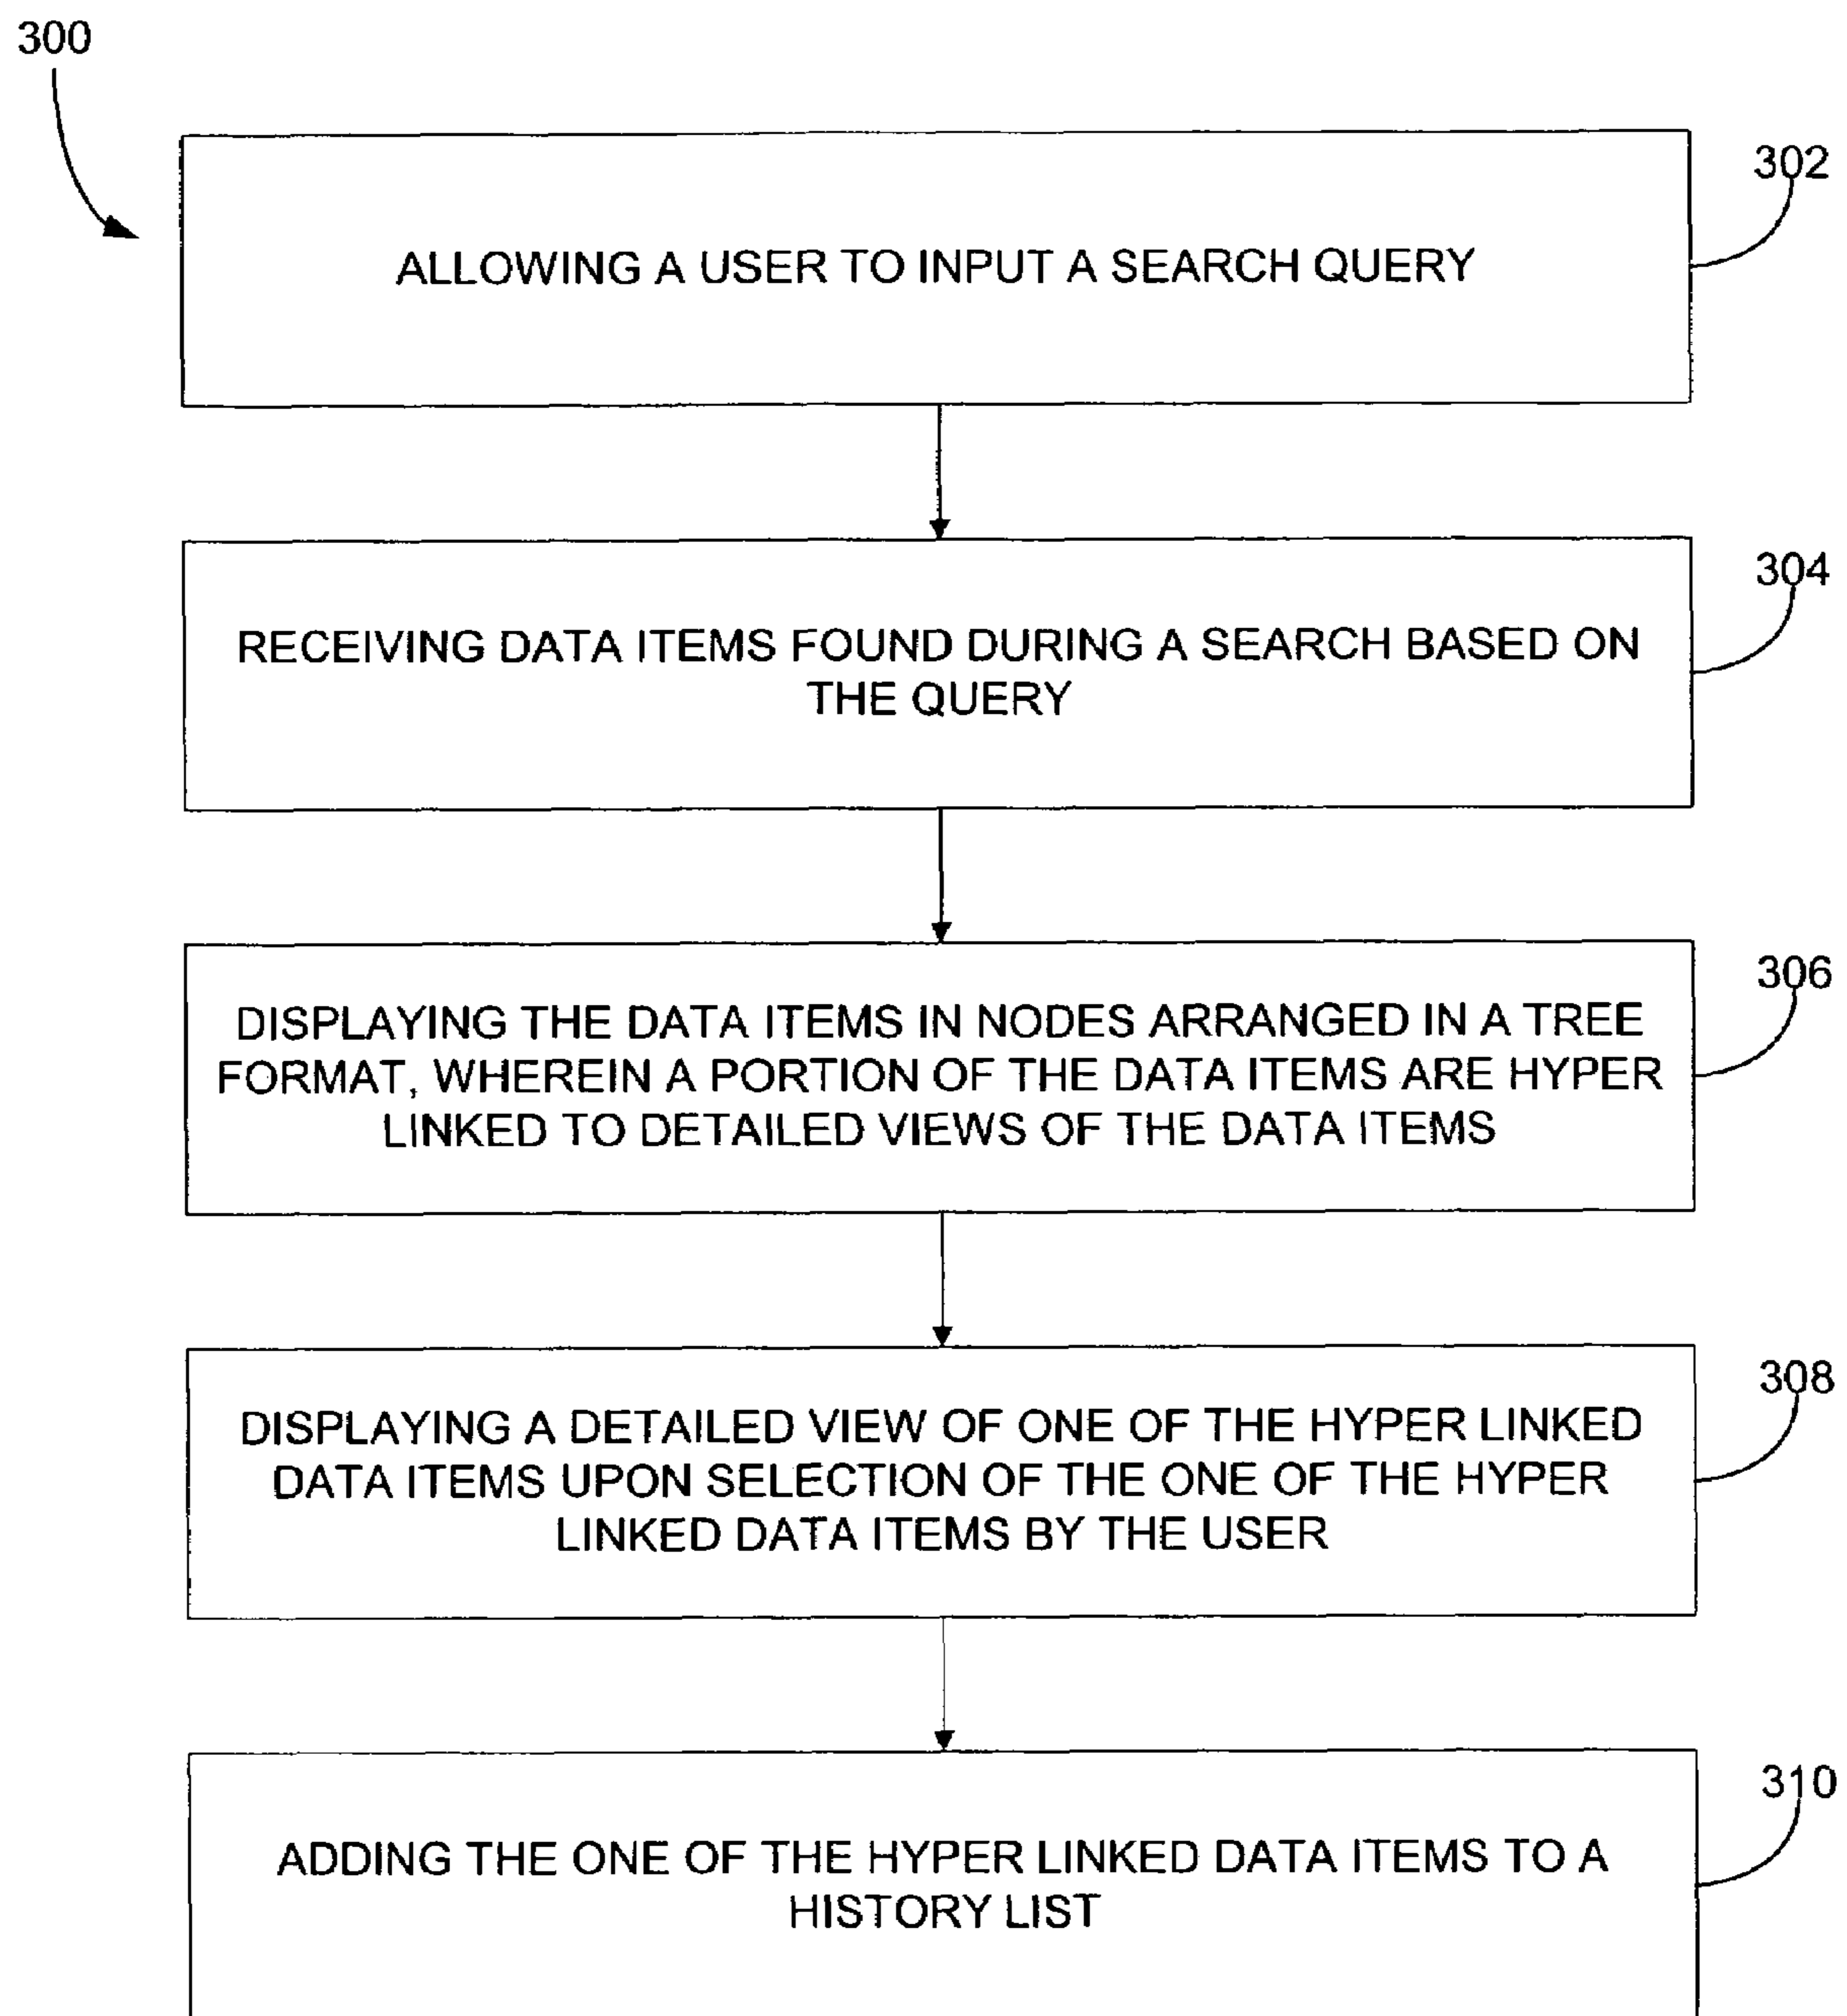 300
302
ALLOWING A USER TO INPUT A SEARCH QUERY
304
RECEIVING DATA ITEMS FOUND DURING A SEARCH BASED ON
THE QUERY
306
DISPLAYING THE DATA ITEMS IN NODES ARRANGED IN A TREE
FORMAT, WHEREIN A PORTION OF THE DATA ITEMS ARE HYPER
LINKED TO DETAILED VIEWS OF THE DATA ITEMS
308
DISPLAYING A DETAILED VIEW OF ONE OF THE HYPER LINKED
DATA ITEMS UPON SELECTION OF THE ONE OF THE HYPER
LINKED DATA ITEMS BY THE USER
310
ADDING THE ONE OF THE HYPER LINKED DATA ITEMS TO A
HISTORY LIST